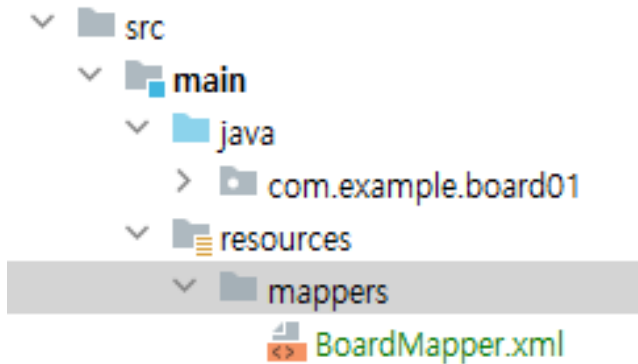 src
main
java
com.example.board01
resources
mappers
BoardMapper.xml